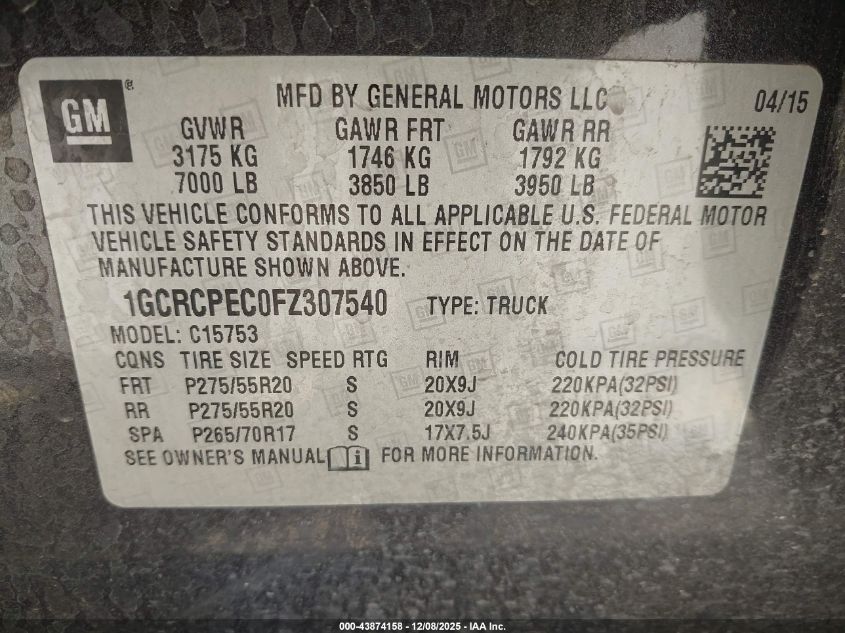 GM ®
MFD BY GENERAL MOTORS LLC
04/15
GVWR GAWR FRT GAWR RR
3175 KG 1746 KG 1792 KG
7000 LB 3850 LB 3950 LB
THIS VEHICLE CONFORMS TO ALL APPLICABLE U.S. FEDERAL MOTOR
VEHICLE SAFETY STANDARDS IN EFFECT ON THE DATE OF
MANUFACTURE SHOWN ABOVE.
1GCRCPEC0FZ307540 TYPE: TRUCK
MODEL: C15753
CQNS TIRE SIZE SPEED RTG RIM COLD TIRE PRESSURE
FRT P275/55R20 S 20X9J 220KPA(32PSI)
RR P275/55R20 S 20X9J 220KPA(32PSI)
SPA P265/70R17 S 17X7.5J 240KPA(35PSI)
SEE OWNER'S MANUAL i FOR MORE INFORMATION.
000-43874158 - 12/08/2025 - IAA Inc.